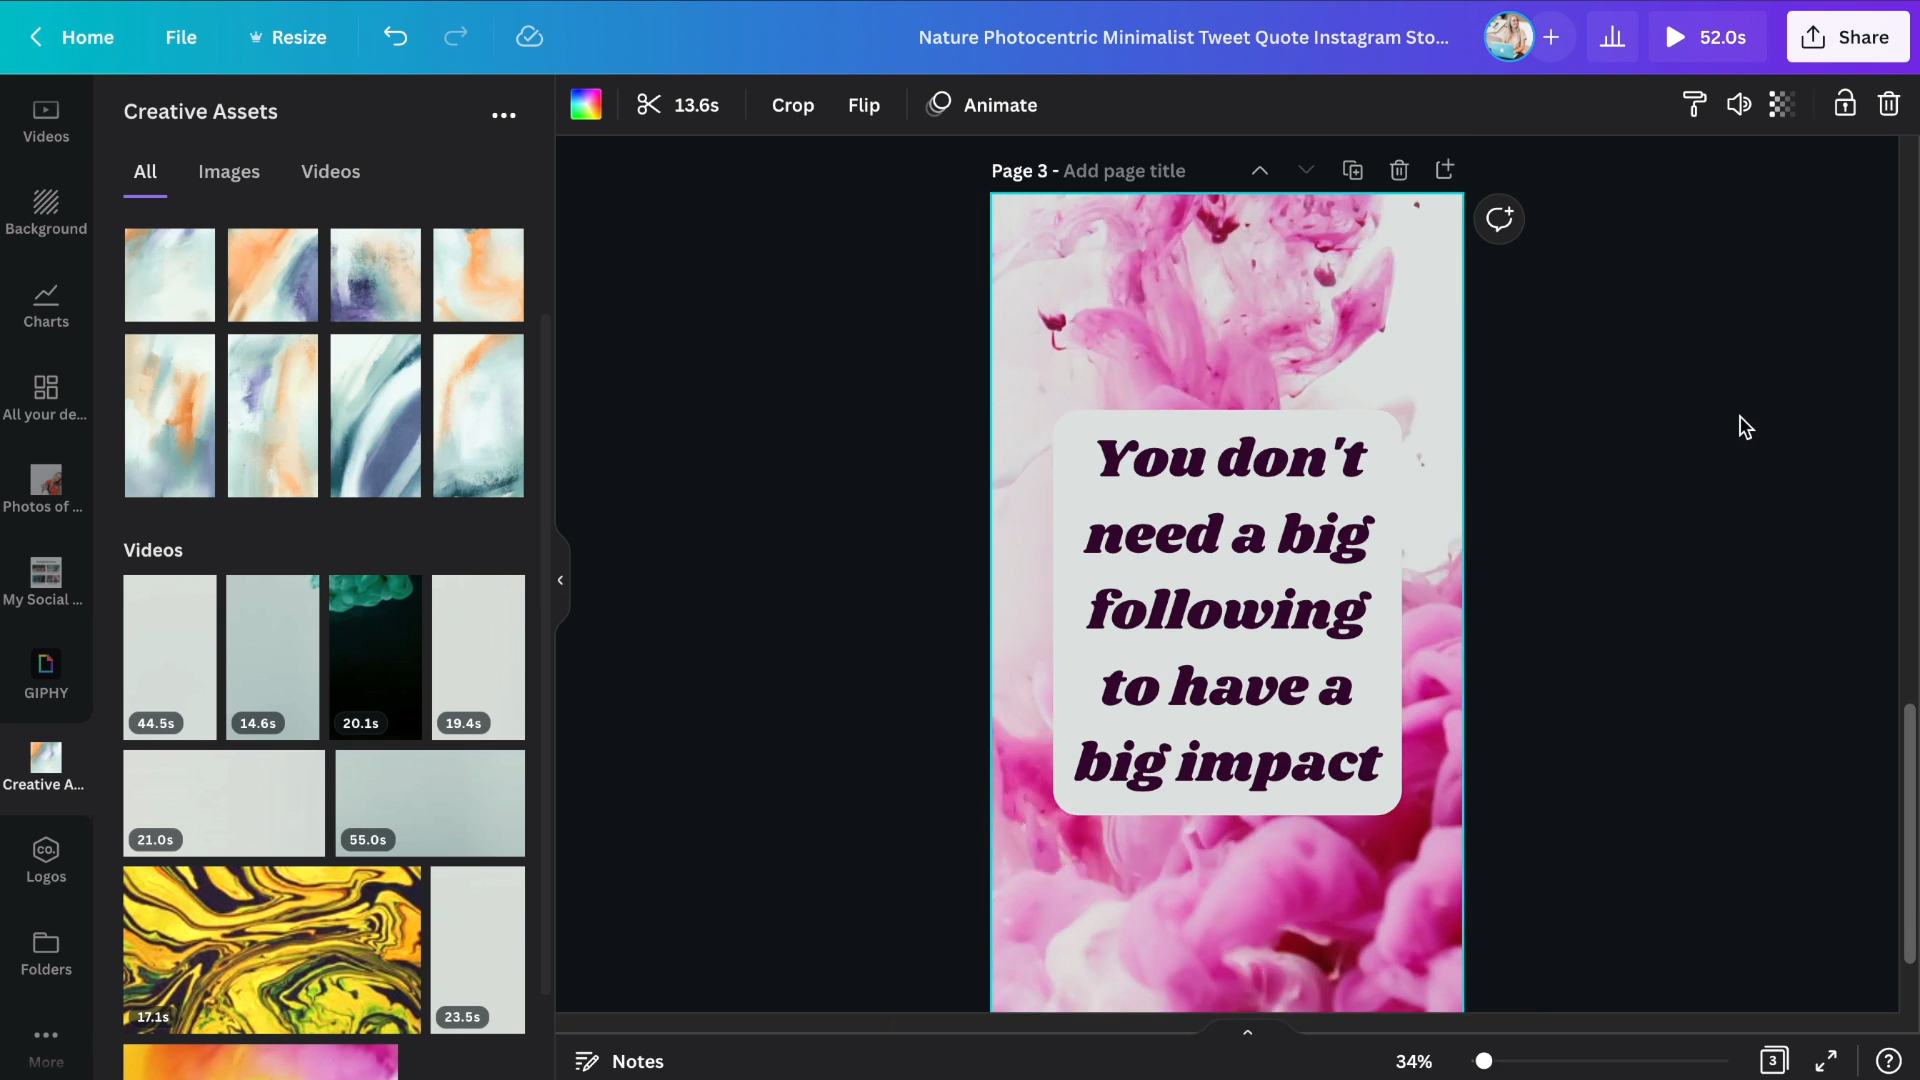 Home File Resize Nature Photocentric Minimalist Tweet Quote Instagram Sto... 52.0s Share
Videos
Background
Charts
All your de...
Photos of ...
My Social ...
GIPHY
Creative A...
CO.
Logos
Folders
More
Creative Assets
All Images Videos
Videos
44.5s 14.6s 20.1s 19.4s
21.0s 55.0s
17.1s 23.5s
13.6s Crop Flip Animate
Page 3 - Add page title
You don't
need a big
following
to have a
big impact
Notes 34% 3